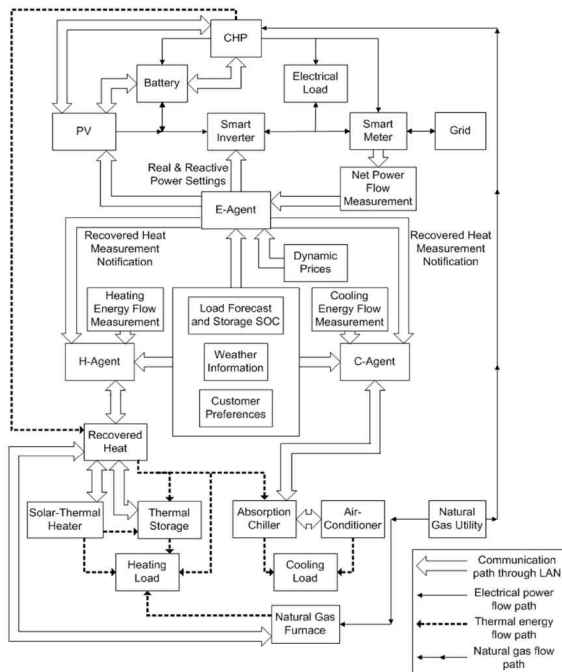 CHP
Battery
Electrical
Load
PV
Smart
Inverter
Smart
Meter
Grid
Real & Reactive
Power Settings
Net Power
Flow
Measurement
E-Agent
Recovered Heat
Measurement
Notification
Recovered Heat
Measurement
Notification
Dynamic
Prices
Heating
Energy Flow
Measurement
Load Forecast
and Storage SOC
Cooling
Energy Flow
Measurement
H-Agent
Weather
Information
C-Agent
Customer
Preferences
Recovered
Heat
Solar-Thermal
Heater
Thermal
Storage
Absorption
Chiller
Air-
Conditioner
Natural
Gas Utility
Heating
Load
Cooling
Load
Natural Gas
Furnace
Communication
path through LAN
Electrical power
flow path
Thermal energy
flow path
Natural gas flow
path